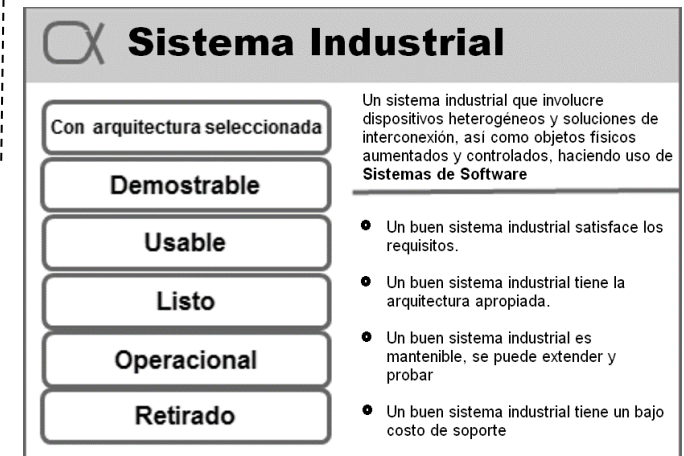 Sistema Industrial
Con arquitectura seleccionada
Demostrable
Usable
Listo
Operacional
Retirado
Un sistema industrial que involucre
dispositivos heterogéneos y soluciones de
interconexión, así como objetos físicos
aumentados y controlados, haciendo uso de
Sistemas de Software
Un buen sistema industrial satisface los
requisitos.
Un buen sistema industrial tiene la
arquitectura apropiada.
Un buen sistema industrial es
mantenible, se puede extender y
probar
Un buen sistema industrial tiene un bajo
costo de soporte